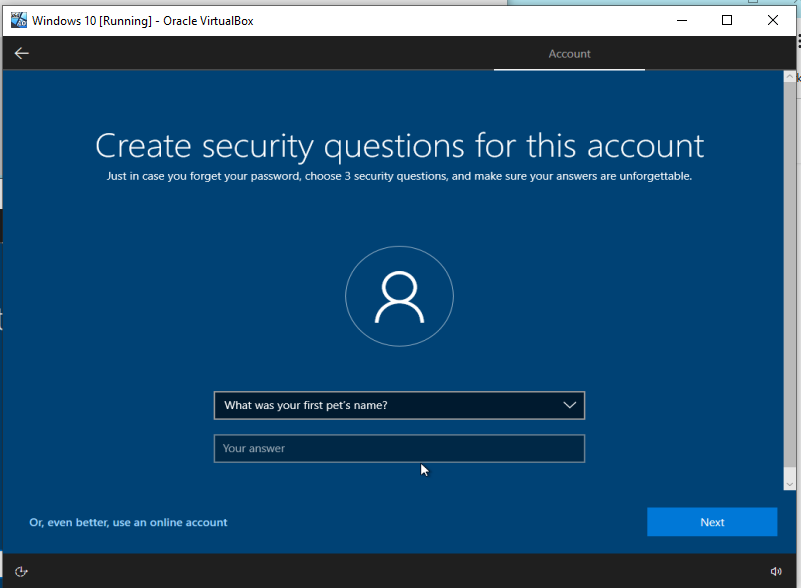 Windows 10 [Running] - Oracle VirtualBox
Account
Create security questions for this account
Just in case you forget your password, choose 3 security questions, and make sure your answers are unforgettable.
What was your first pet's name?
Your answer
Or, even better, use an online account
Next